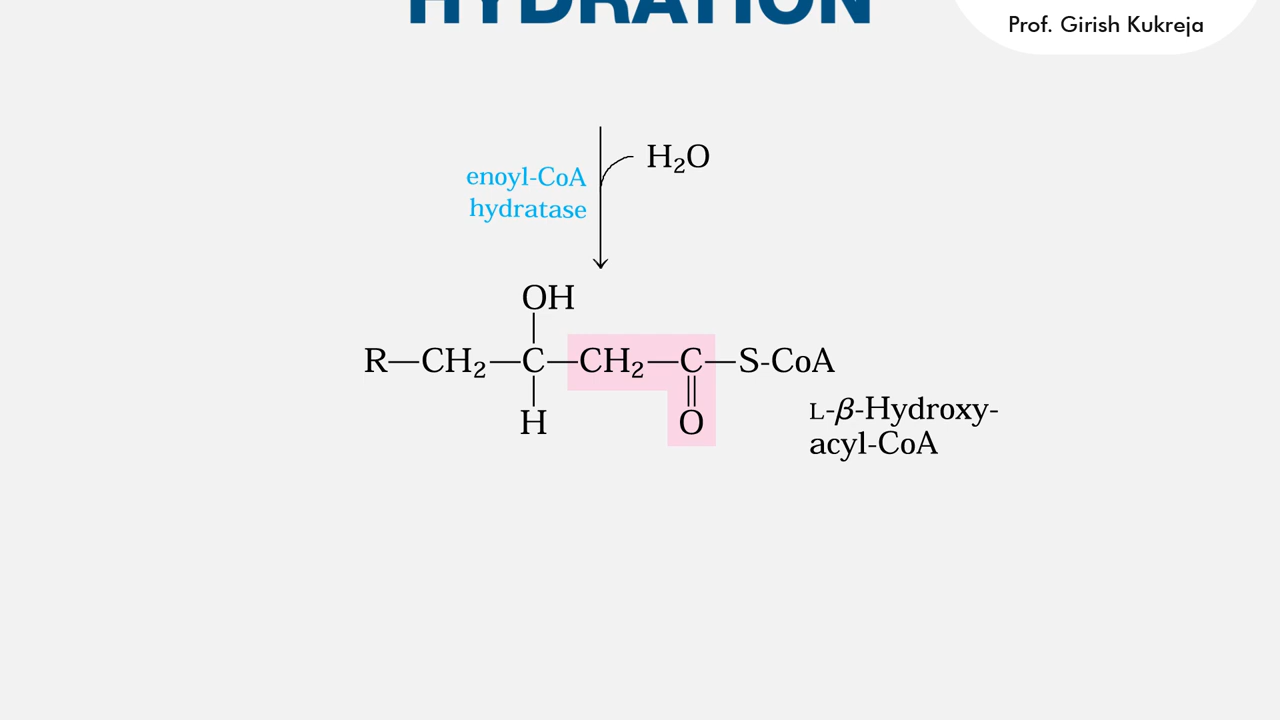 HYDRATION
Prof. Girish Kukreja
H₂O
enoyl-CoA
hydratase
OH
R—CH₂—C—CH₂—C—S-CoA
H O
L-β-Hydroxy-
acyl-CoA